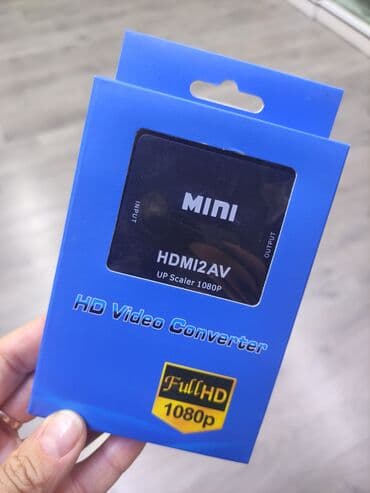 MINI
INPUT
OUTPUT
HDMI2AV
UP Scaler 1080P
HD Video Converter
Full HD
1080p